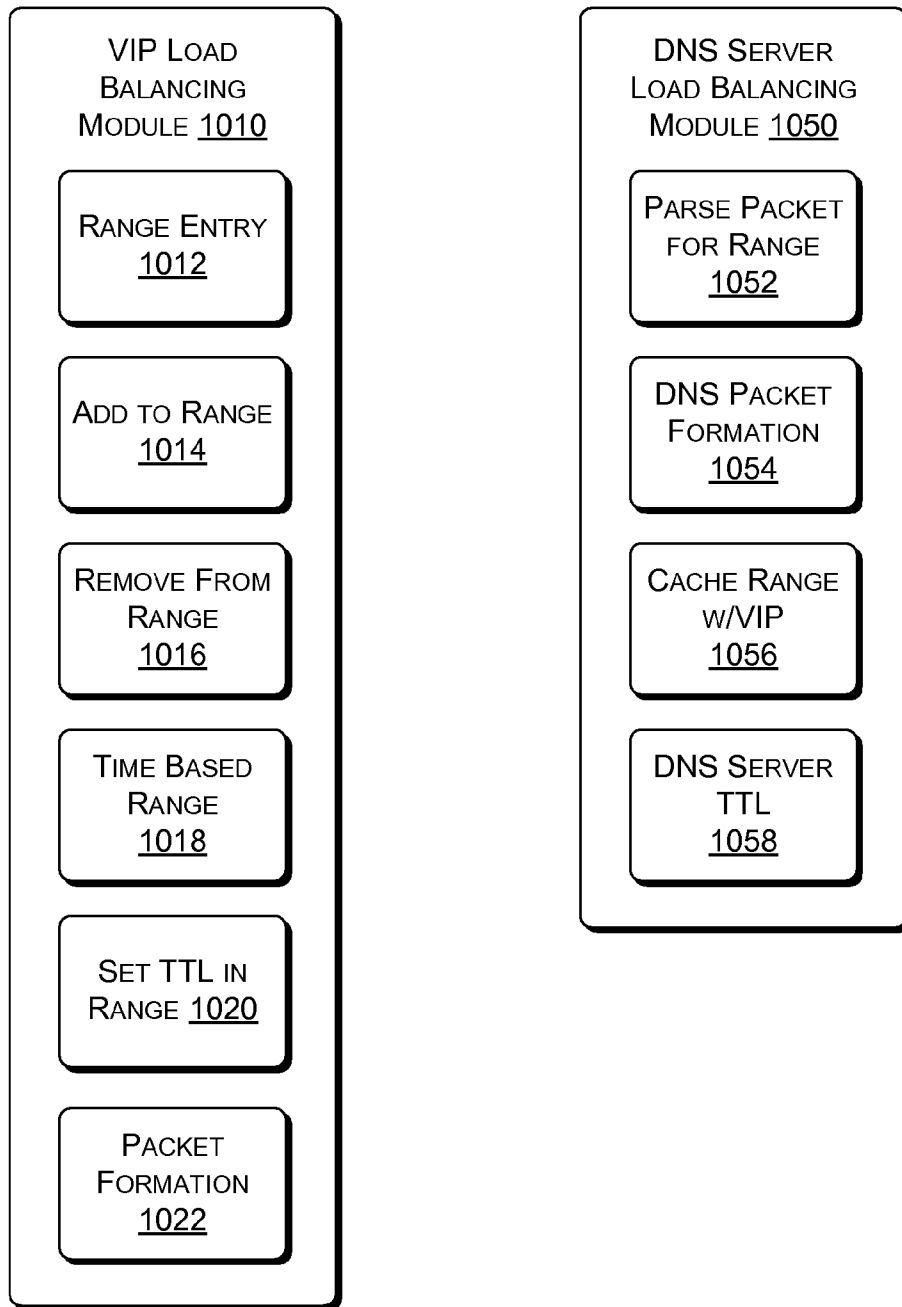 VIP LOAD
BALANCING
MODULE 1010
RANGE ENTRY
1012
ADD TO RANGE
1014
REMOVE FROM
RANGE
1016
TIME BASED
RANGE
1018
SET TTL IN
RANGE 1020
PACKET
FORMATION
1022
DNS SERVER
LOAD BALANCING
MODULE 1050
PARSE PACKET
FOR RANGE
1052
DNS PACKET
FORMATION
1054
CACHE RANGE
W/VIP
1056
DNS SERVER
TTL
1058